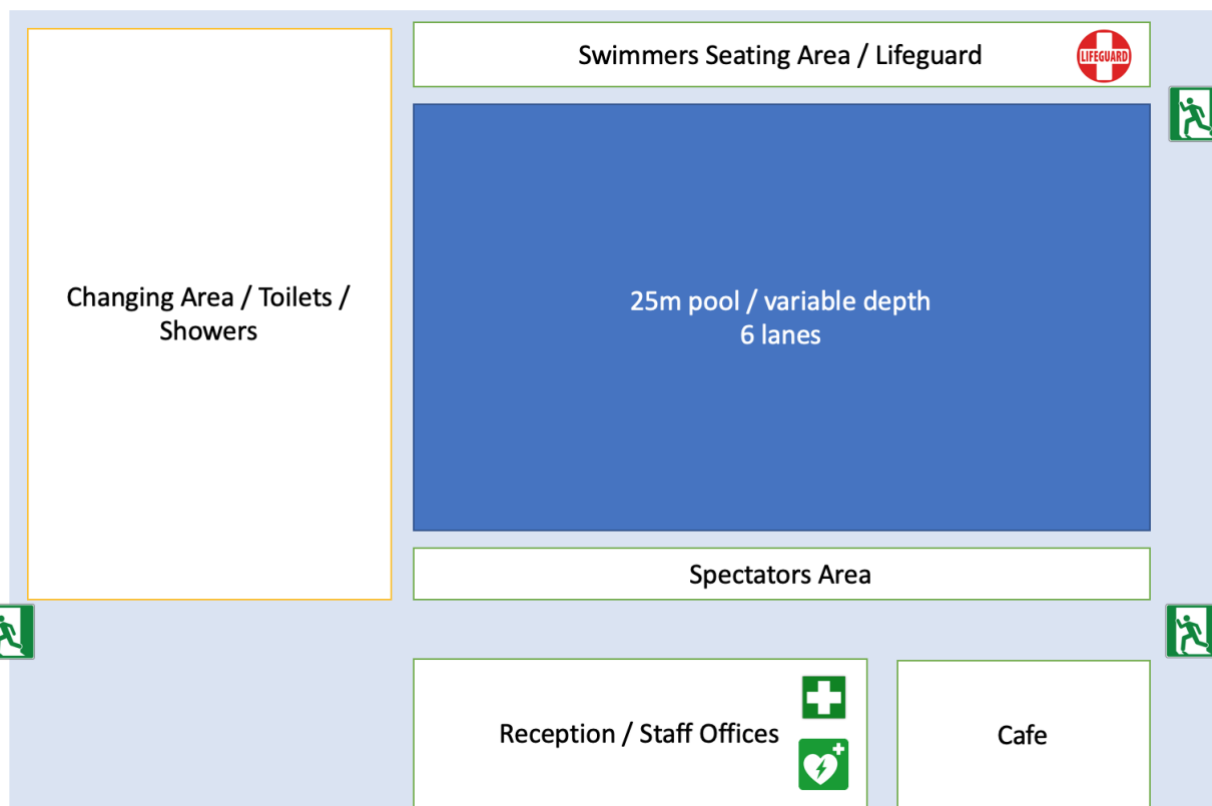 Swimmers Seating Area / Lifeguard
LIFEGUARD
Changing Area / Toilets /
Showers
25m pool / variable depth
6 lanes
Spectators Area
Reception / Staff Offices
Cafe